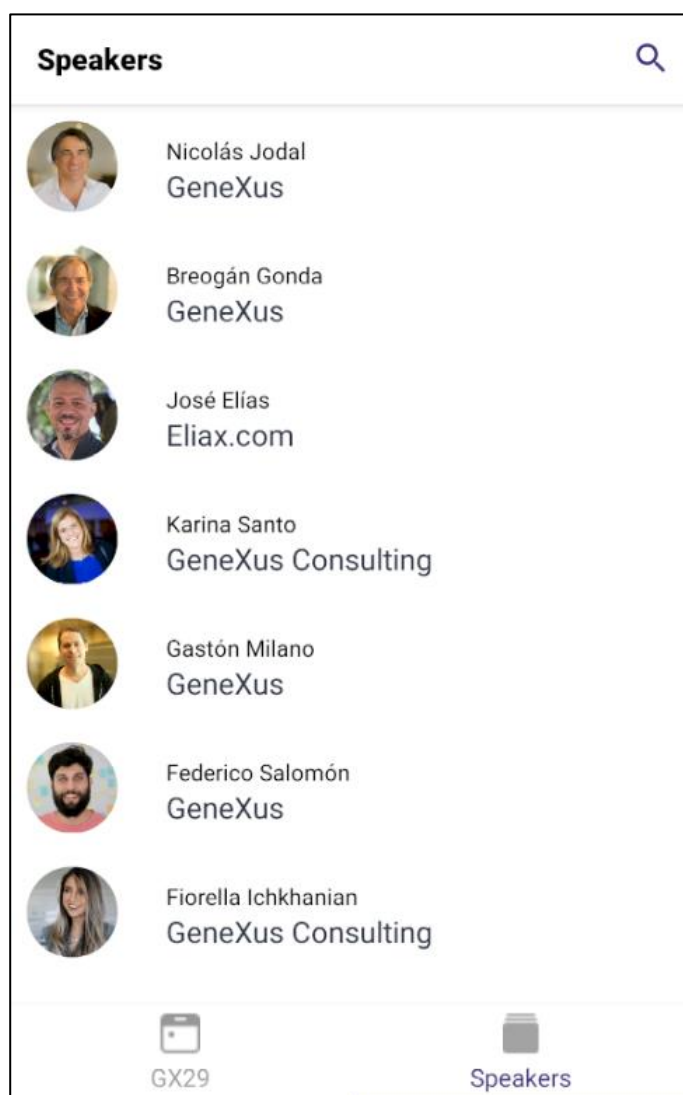 Speakers
Nicolás Jodal
GeneXus
Breogán Gonda
GeneXus
José Elías
Eliax.com
Karina Santo
GeneXus Consulting
Gastón Milano
GeneXus
Federico Salomón
GeneXus
Fiorella Ichkhanian
GeneXus Consulting
GX29
Speakers